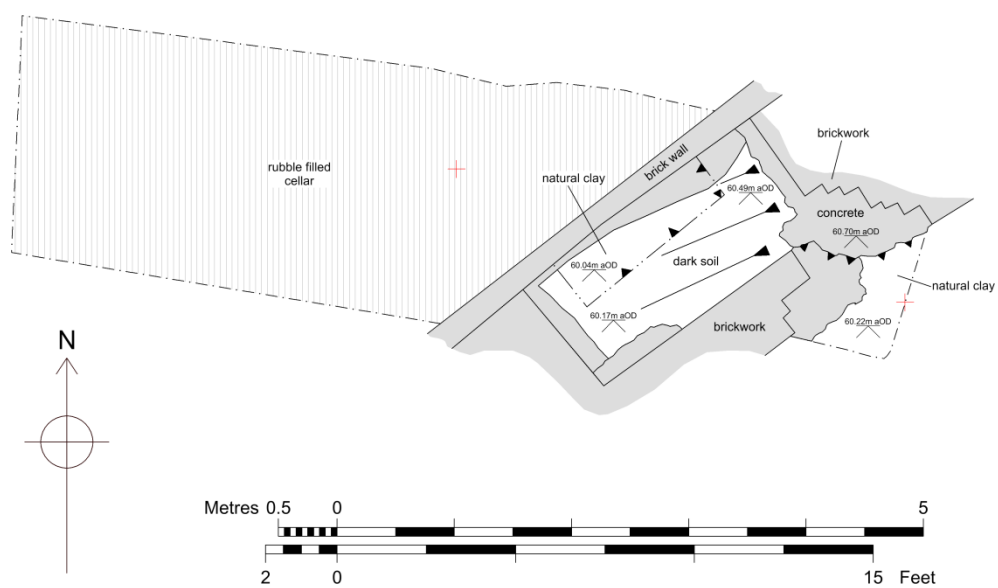 brickwork
rubble filled
cellar
brick wall
natural clay
60.49m aOD
concrete
60.70m aOD
60.04m aOD
dark soil
natural clay
60.17m aOD
brickwork
60.22m aOD
N
Metres 0.5 0 5
2 0 15 Feet